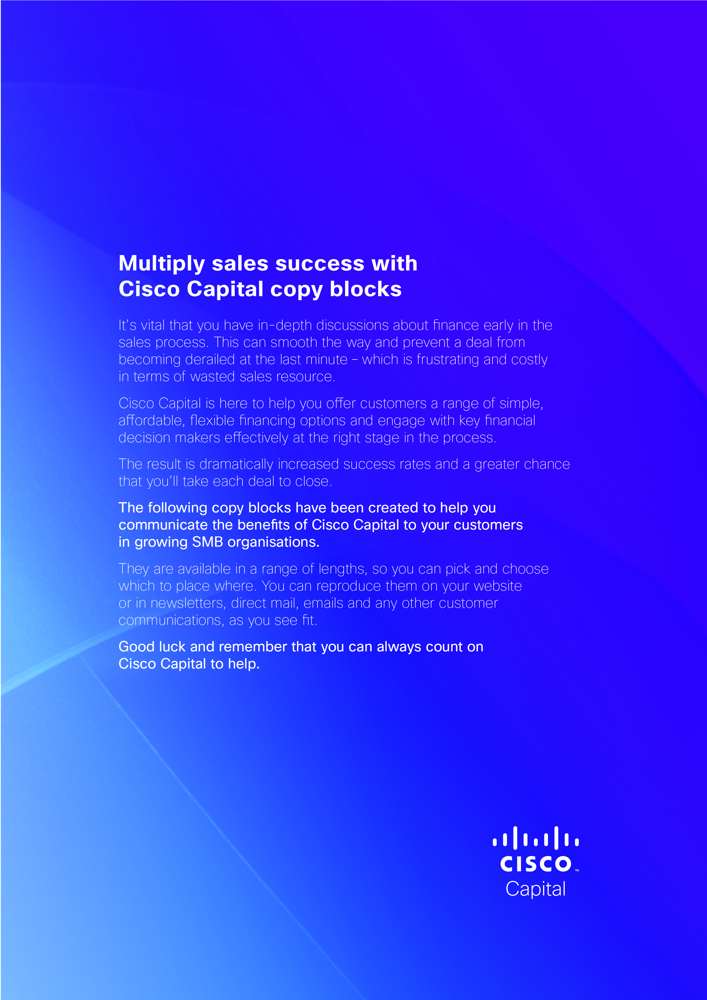 Multiply sales success with
Cisco Capital copy blocks
It’s vital that you have in-depth discussions about finance early in the
sales process. This can smooth the way and prevent a deal from
becoming derailed at the last minute – which is frustrating and costly
in terms of wasted sales resource.
Cisco Capital is here to help you offer customers a range of simple,
affordable, flexible financing options and engage with key financial
decision makers effectively at the right stage in the process.
The result is dramatically increased success rates and a greater chance
that you’ll take each deal to close.
The following copy blocks have been created to help you
communicate the benefits of Cisco Capital to your customers
in growing SMB organisations.
They are available in a range of lengths, so you can pick and choose
which to place where. You can reproduce them on your website
or in newsletters, direct mail, emails and any other customer
communications, as you see fit.
Good luck and remember that you can always count on
Cisco Capital to help.
CISCO™
Capital